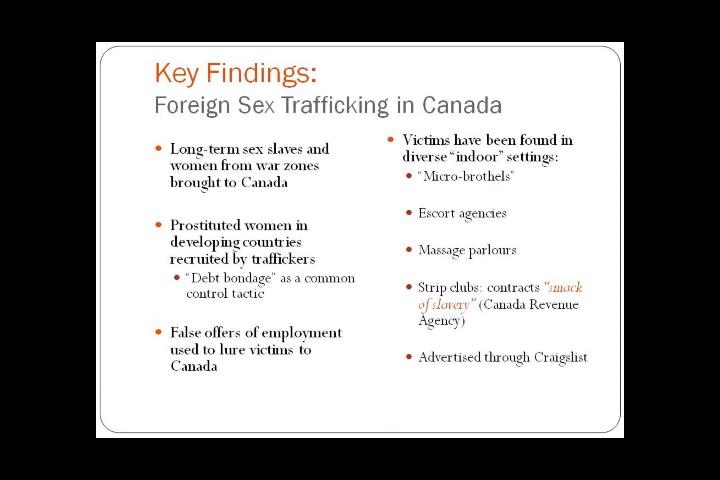 Key Findings:
Foreign Sex Trafficking in Canada
• Long-term sex slaves and
women from war zones
brought to Canada
• Prostituted women in
developing countries
recruited by traffickers
• “Debt bondage” as a common
control tactic
• False offers of employment
used to lure victims to
Canada
• Victims have been found in
diverse “indoor” settings:
• “Micro-brothels”
• Escort agencies
• Massage parlours
• Strip clubs: contracts “smack
of slavery” (Canada Revenue
Agency)
• Advertised through Craigslist